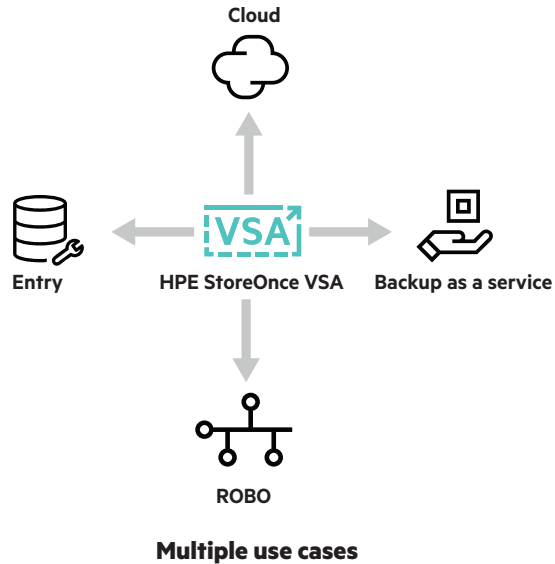 Cloud
VSA
Entry
HPE StoreOnce VSA
Backup as a service
ROBO
Multiple use cases